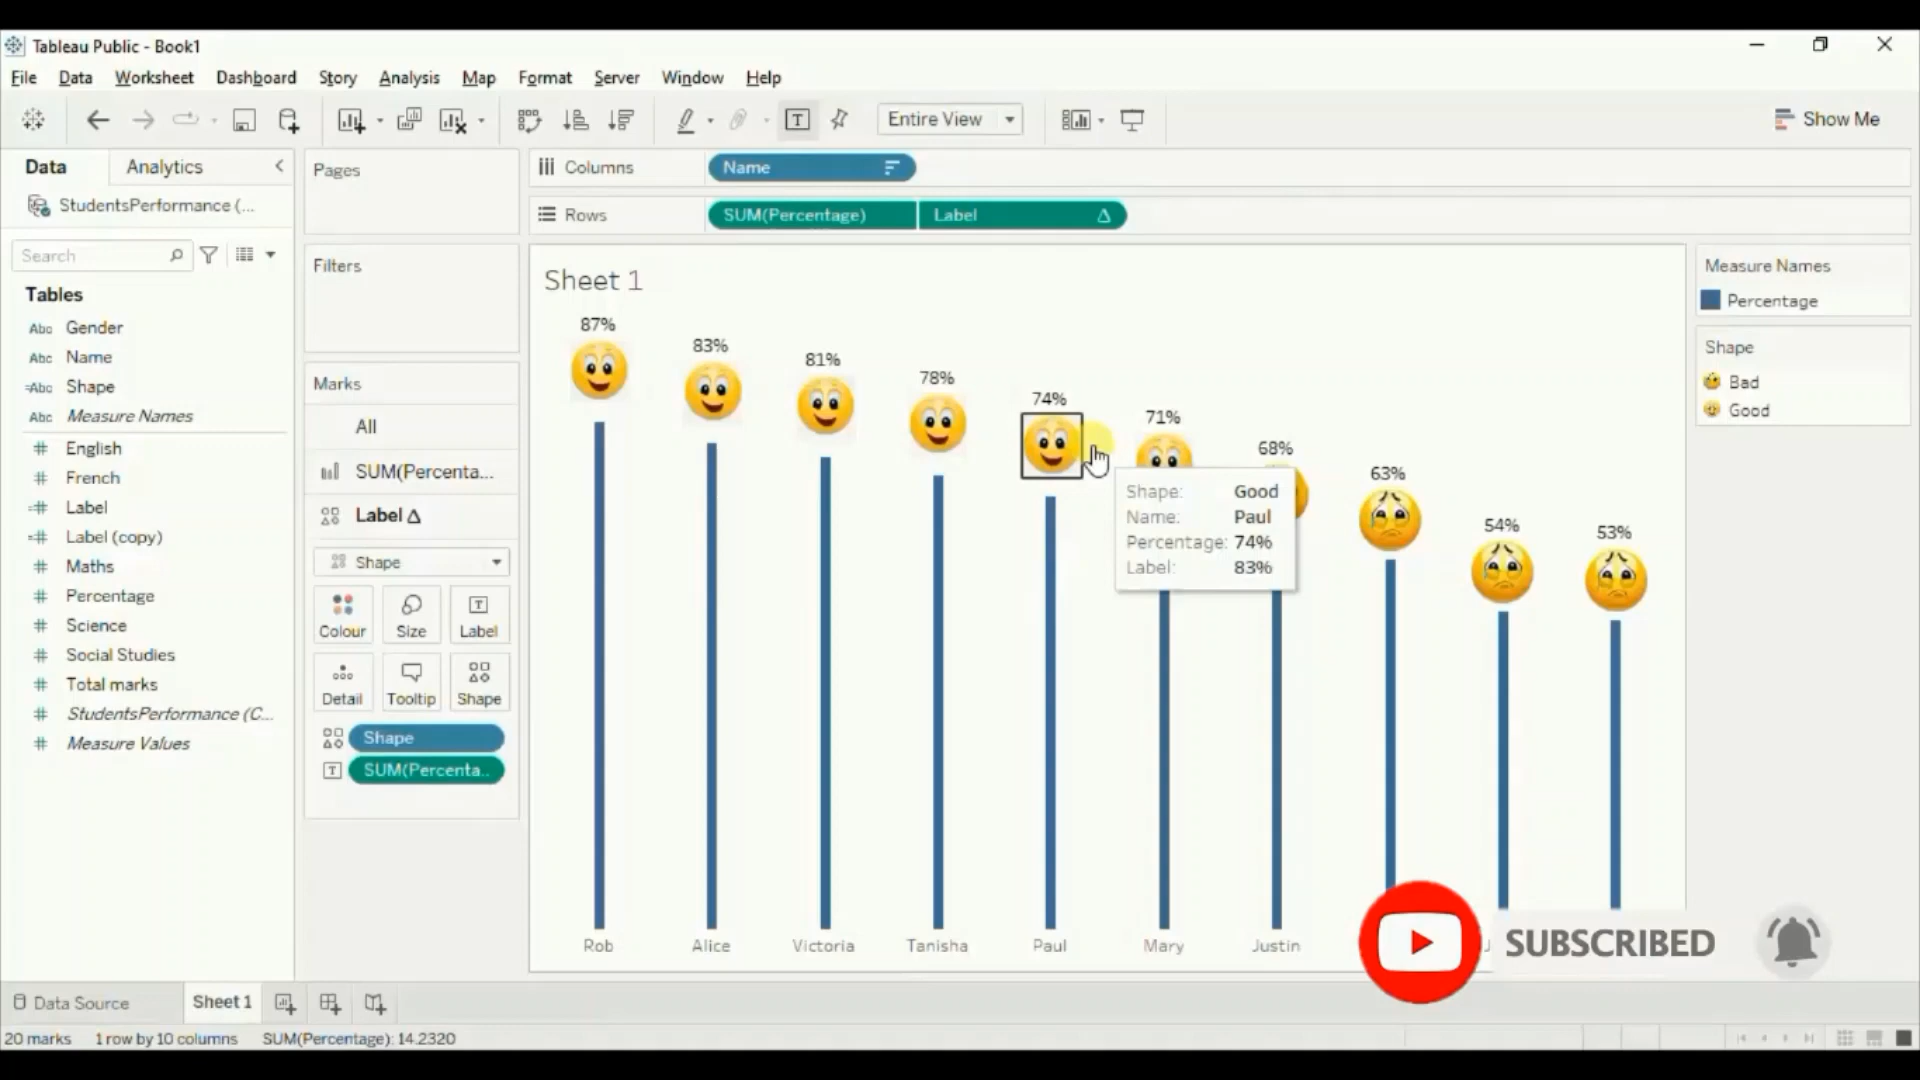 Tableau Public - Book1
File Data Worksheet Dashboard Story Analysis Map Format Server Window Help
Entire View
Show Me
Data Analytics
StudentsPerformance (...
Search
Tables
Abc Gender
Abc Name
=Abc Shape
Abc Measure Names
# English
# French
=# Label
=# Label (copy)
# Maths
# Percentage
# Science
# Social Studies
# Total marks
# StudentsPerformance (C...
# Measure Values
Pages
Filters
Marks
All
SUM(Percenta...
Label Δ
Shape
Colour Size T Label
Detail Tooltip Shape
Shape
T SUM(Percenta..
Columns Name
Rows SUM(Percentage) Label Δ
Sheet 1
87%
83%
81%
78%
74%
71%
68%
63%
54%
53%
Shape: Good
Name: Paul
Percentage: 74%
Label: 83%
Rob Alice Victoria Tanisha Paul Mary Justin
Measure Names
Percentage
Shape
Bad
Good
SUBSCRIBED
Data Source Sheet 1
20 marks 1 row by 10 columns SUM(Percentage): 14.2320